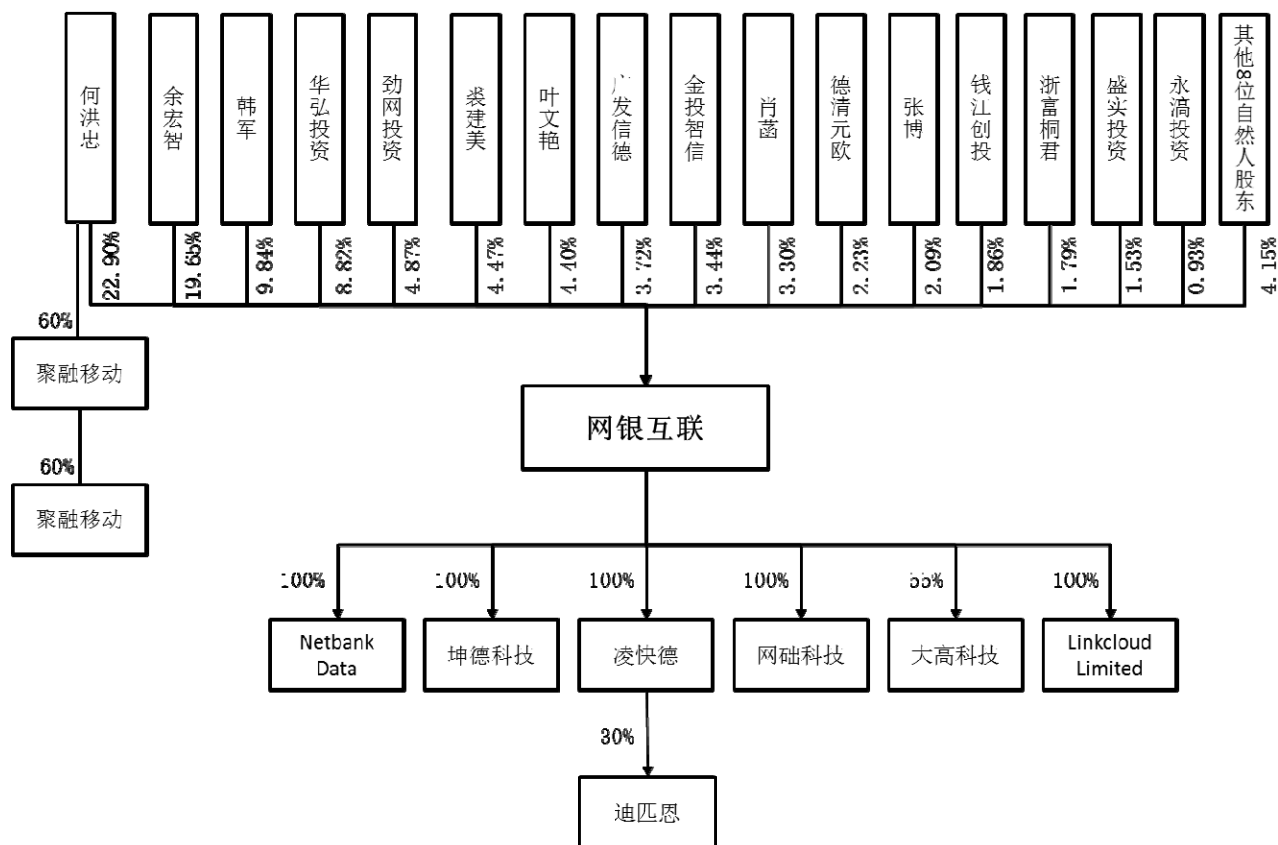 何洪忠
余宏智
韩军
华弘投资
劲网投资
裘建美
叶文艳
广发信德
金投智信
肖菡
德清元欧
张博
钱江创投
浙富桐君
盛实投资
永滈投资
其他8位自然人股东
22.90%
19.65%
9.84%
8.82%
4.87%
4.47%
4.40%
3.72%
3.44%
3.30%
2.23%
2.09%
1.86%
1.79%
1.53%
0.93%
4.15%
60%
聚融移动
网银互联
60%
聚融移动
100%
100%
100%
100%
55%
100%
Netbank
Data
坤德科技
凌快德
网础科技
大高科技
Linkcloud
Limited
30%
迪匹恩